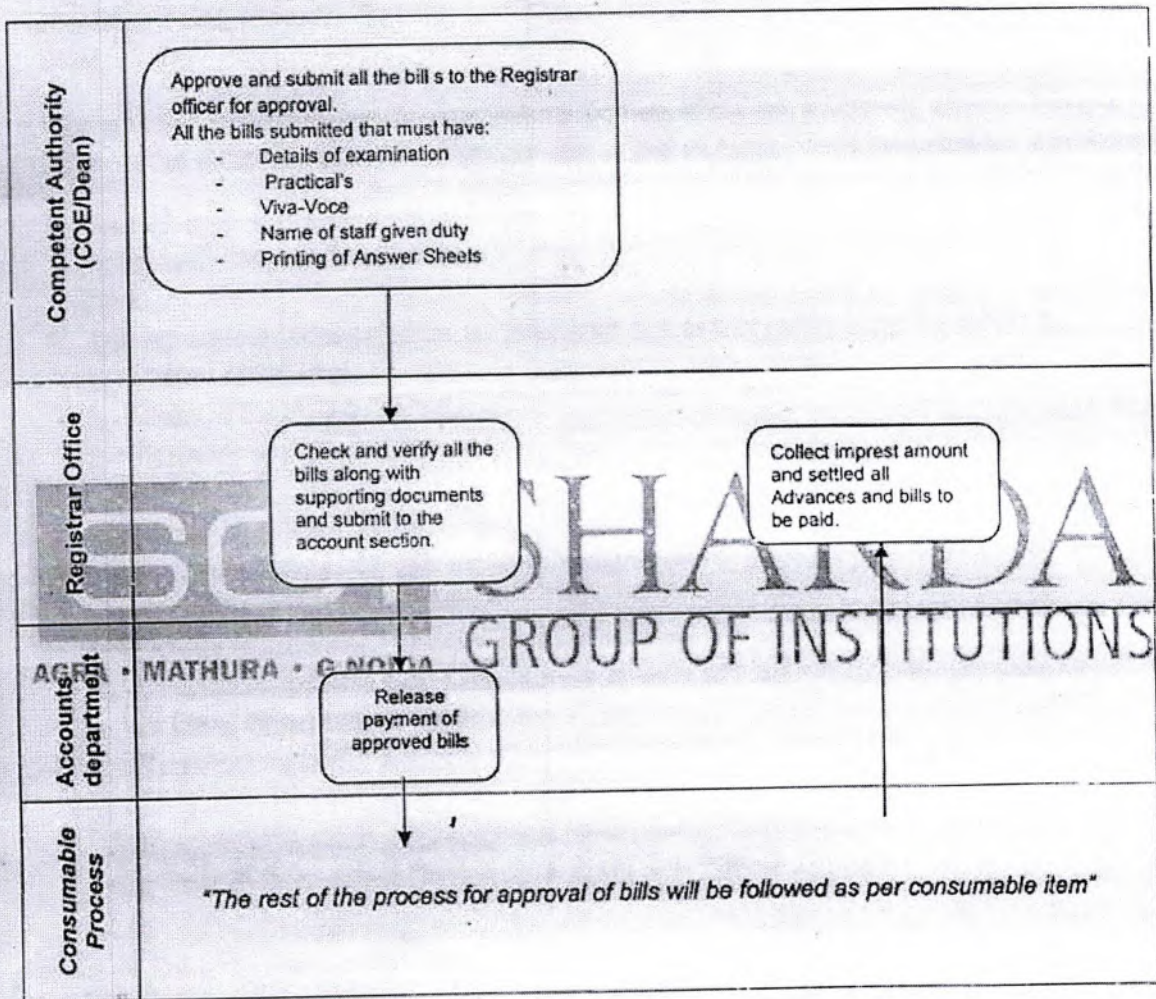 Competent Authority
(COE/Dean)
Approve and submit all the bill s to the Registrar
officer for approval.
All the bills submitted that must have:
- Details of examination
- Practical's
- Viva-Voce
- Name of staff given duty
- Printing of Answer Sheets
Registrar Office
Check and verify all the
bills along with
supporting documents
and submit to the
account section.
Collect imprest amount
and settled all
Advances and bills to
be paid.
SHARDA
GROUP OF INSTITUTIONS
AGRA • MATHURA • G NOIDA
Accounts
department
Release
payment of
approved bills
Consumable
Process
"The rest of the process for approval of bills will be followed as per consumable item"